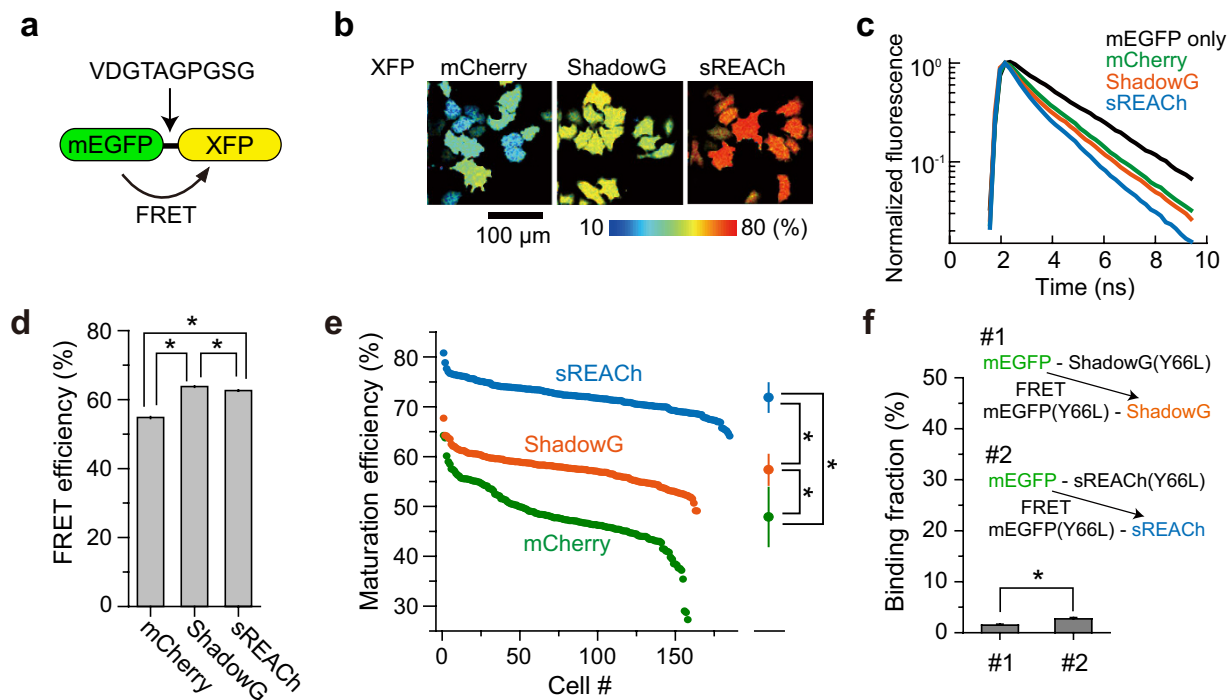 a
VDGTAGPGSG
mEGFP
XFP
FRET
b
XFP
mCherry
ShadowG
sREACh
100 µm
10
80 (%)
c
mEGFP only
mCherry
ShadowG
sREACh
Normalized fluorescence
10⁰
10⁻¹
0
2
4
6
8
10
Time (ns)
d
FRET efficiency (%)
80
60
40
20
0
*
*
*
mCherry
ShadowG
sREACh
e
Maturation efficiency (%)
90
80
70
60
50
40
30
sREACh
ShadowG
mCherry
0
50
100
150
Cell #
*
*
*
f
#1
mEGFP - ShadowG(Y66L)
FRET
mEGFP(Y66L) - ShadowG
#2
mEGFP - sREACh(Y66L)
FRET
mEGFP(Y66L) - sREACh
Binding fraction (%)
50
40
30
20
10
0
*
#1
#2